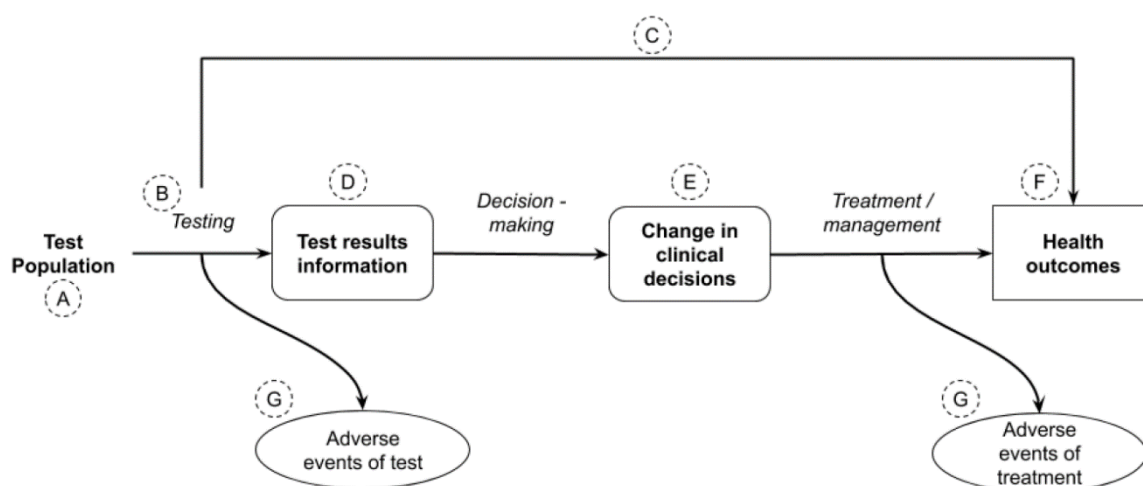 C
B
Testing
D
Decision -
making
E
Treatment /
management
F
Test
Population
A
Test results
information
Change in
clinical
decisions
Health
outcomes
G
Adverse
events of test
G
Adverse
events of
treatment